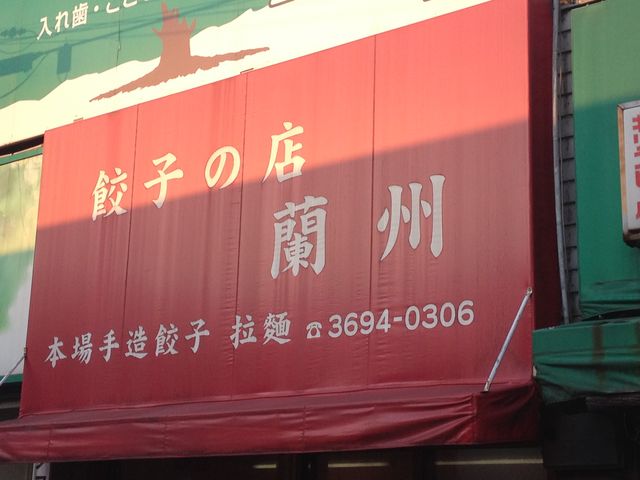 入れ歯・
餃子の店
蘭州
本場手造餃子 拉麵 ☎3694-0306